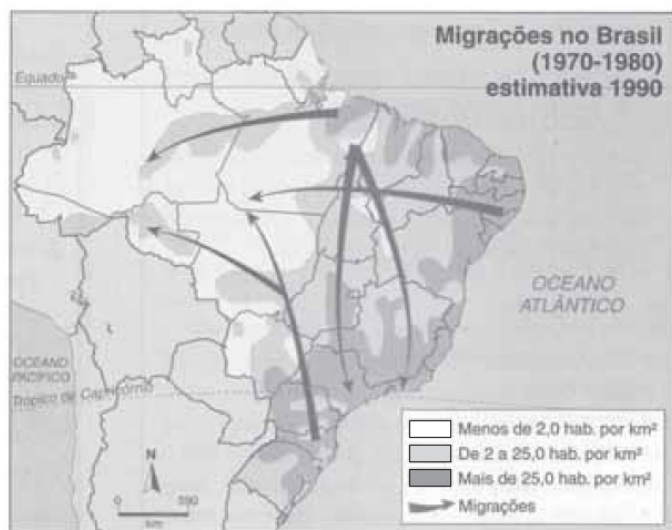 Migrações no Brasil
(1970-1980)
estimativa 1990
Equador
OCEANO
ATLÂNTICO
OCEANO
PACÍFICO
Trópico de Capricórnio
N
0 390
km
Menos de 2,0 hab. por km²
De 2 a 25,0 hab. por km²
Mais de 25,0 hab. por km²
Migrações